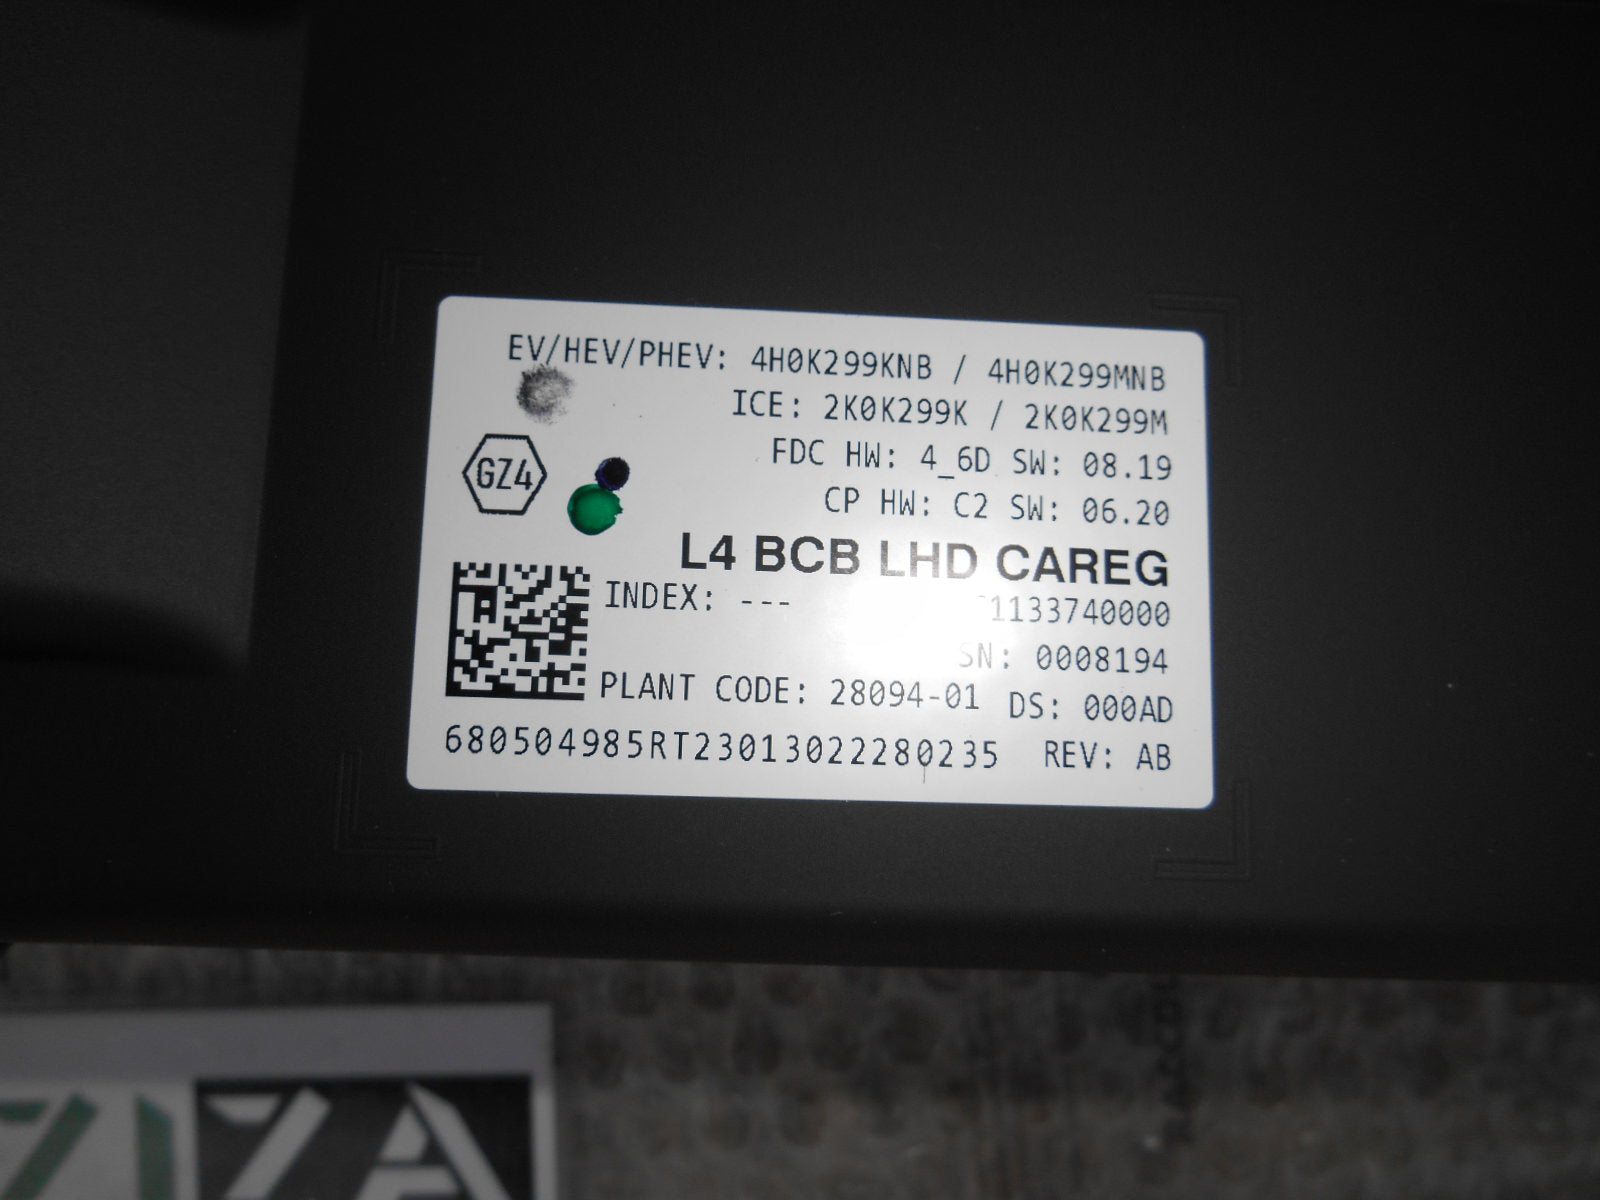 EV/HEV/PHEV: 4H0K299KNB / 4H0K299MNB
ICE: 2K0K299K / 2K0K299M
FDC HW: 4_6D SW: 08.19
GZ4
CP HW: C2 SW: 06.20
L4 BCB LHD CAREG
INDEX: ---
SN: 0008194
PLANT CODE: 28094-01 DS: 000AD
680504985RT23013022280235 REV: AB